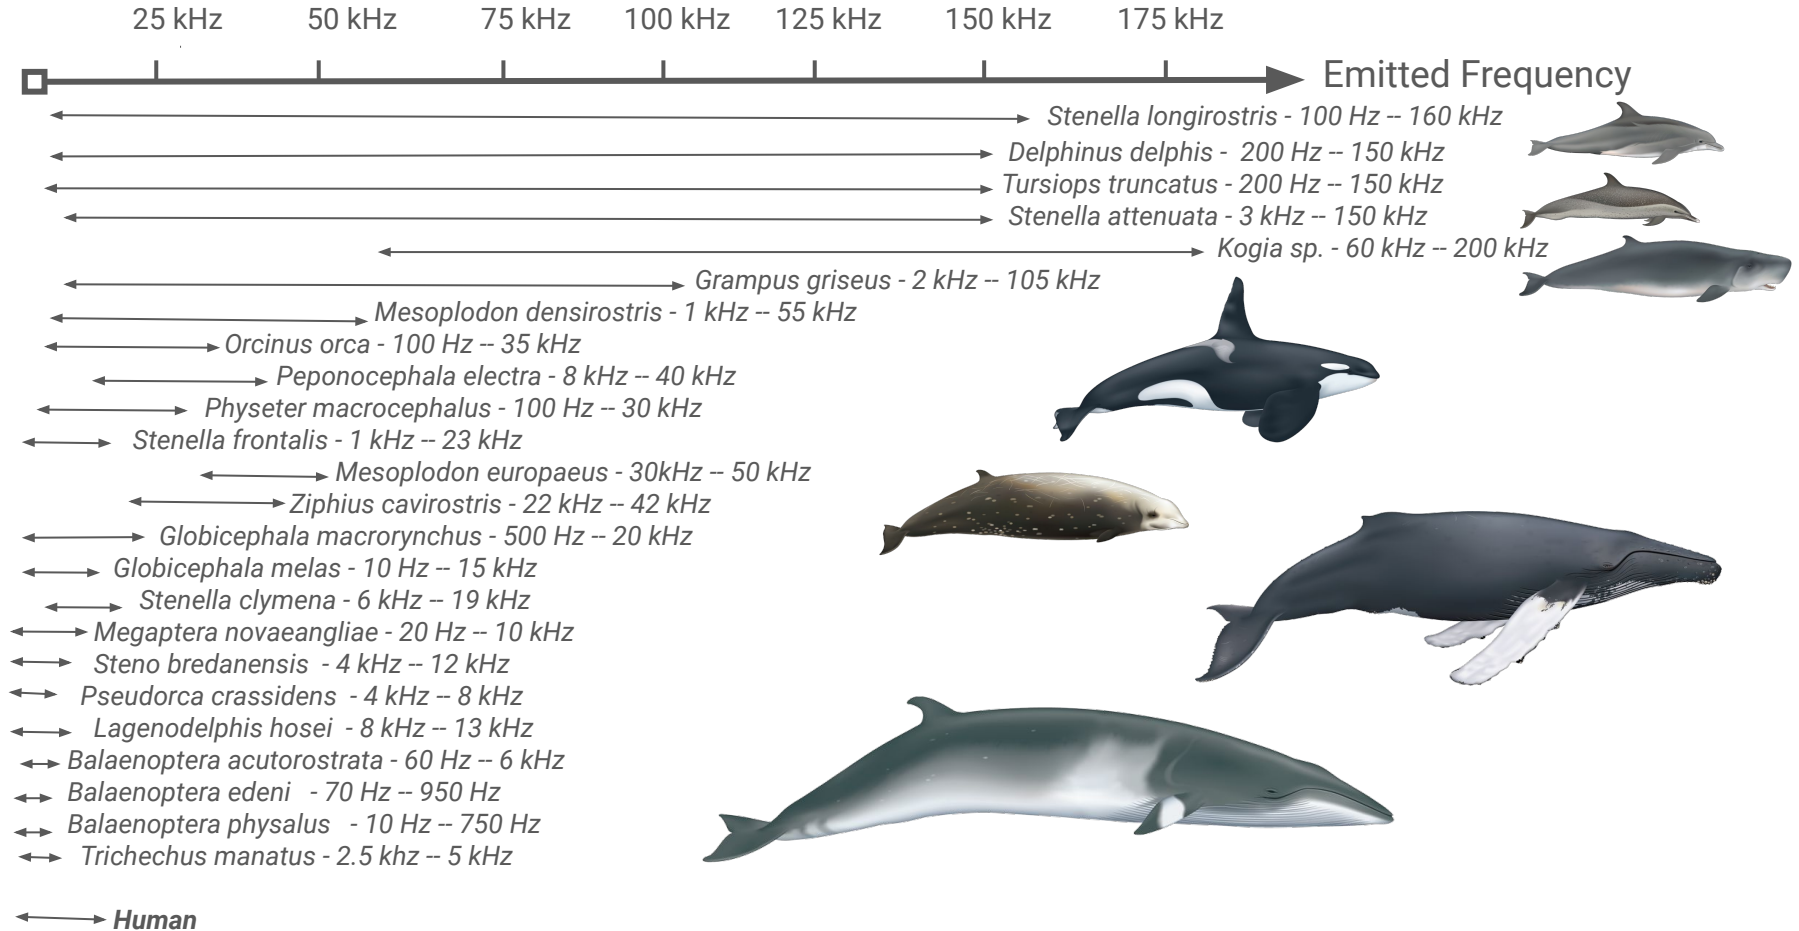 25 kHz 50 kHz 75 kHz 100 kHz 125 kHz 150 kHz 175 kHz
Emitted Frequency
Stenella longirostris - 100 Hz -- 160 kHz
Delphinus delphis - 200 Hz -- 150 kHz
Tursiops truncatus - 200 Hz -- 150 kHz
Stenella attenuata - 3 kHz -- 150 kHz
Kogia sp. - 60 kHz -- 200 kHz
Grampus griseus - 2 kHz -- 105 kHz
Mesoplodon densirostris - 1 kHz -- 55 kHz
Orcinus orca - 100 Hz -- 35 kHz
Peponocephala electra - 8 kHz -- 40 kHz
Physeter macrocephalus - 100 Hz -- 30 kHz
Stenella frontalis - 1 kHz -- 23 kHz
Mesoplodon europaeus - 30kHz -- 50 kHz
Ziphius cavirostris - 22 kHz -- 42 kHz
Globicephala macrorynchus - 500 Hz -- 20 kHz
Globicephala melas - 10 Hz -- 15 kHz
Stenella clymena - 6 kHz -- 19 kHz
Megaptera novaeangliae - 20 Hz -- 10 kHz
Steno bredanensis - 4 kHz -- 12 kHz
Pseudorca crassidens - 4 kHz -- 8 kHz
Lagenodelphis hosei - 8 kHz -- 13 kHz
Balaenoptera acutorostrata - 60 Hz -- 6 kHz
Balaenoptera edeni - 70 Hz -- 950 Hz
Balaenoptera physalus - 10 Hz -- 750 Hz
Trichechus manatus - 2.5 khz -- 5 kHz
Human